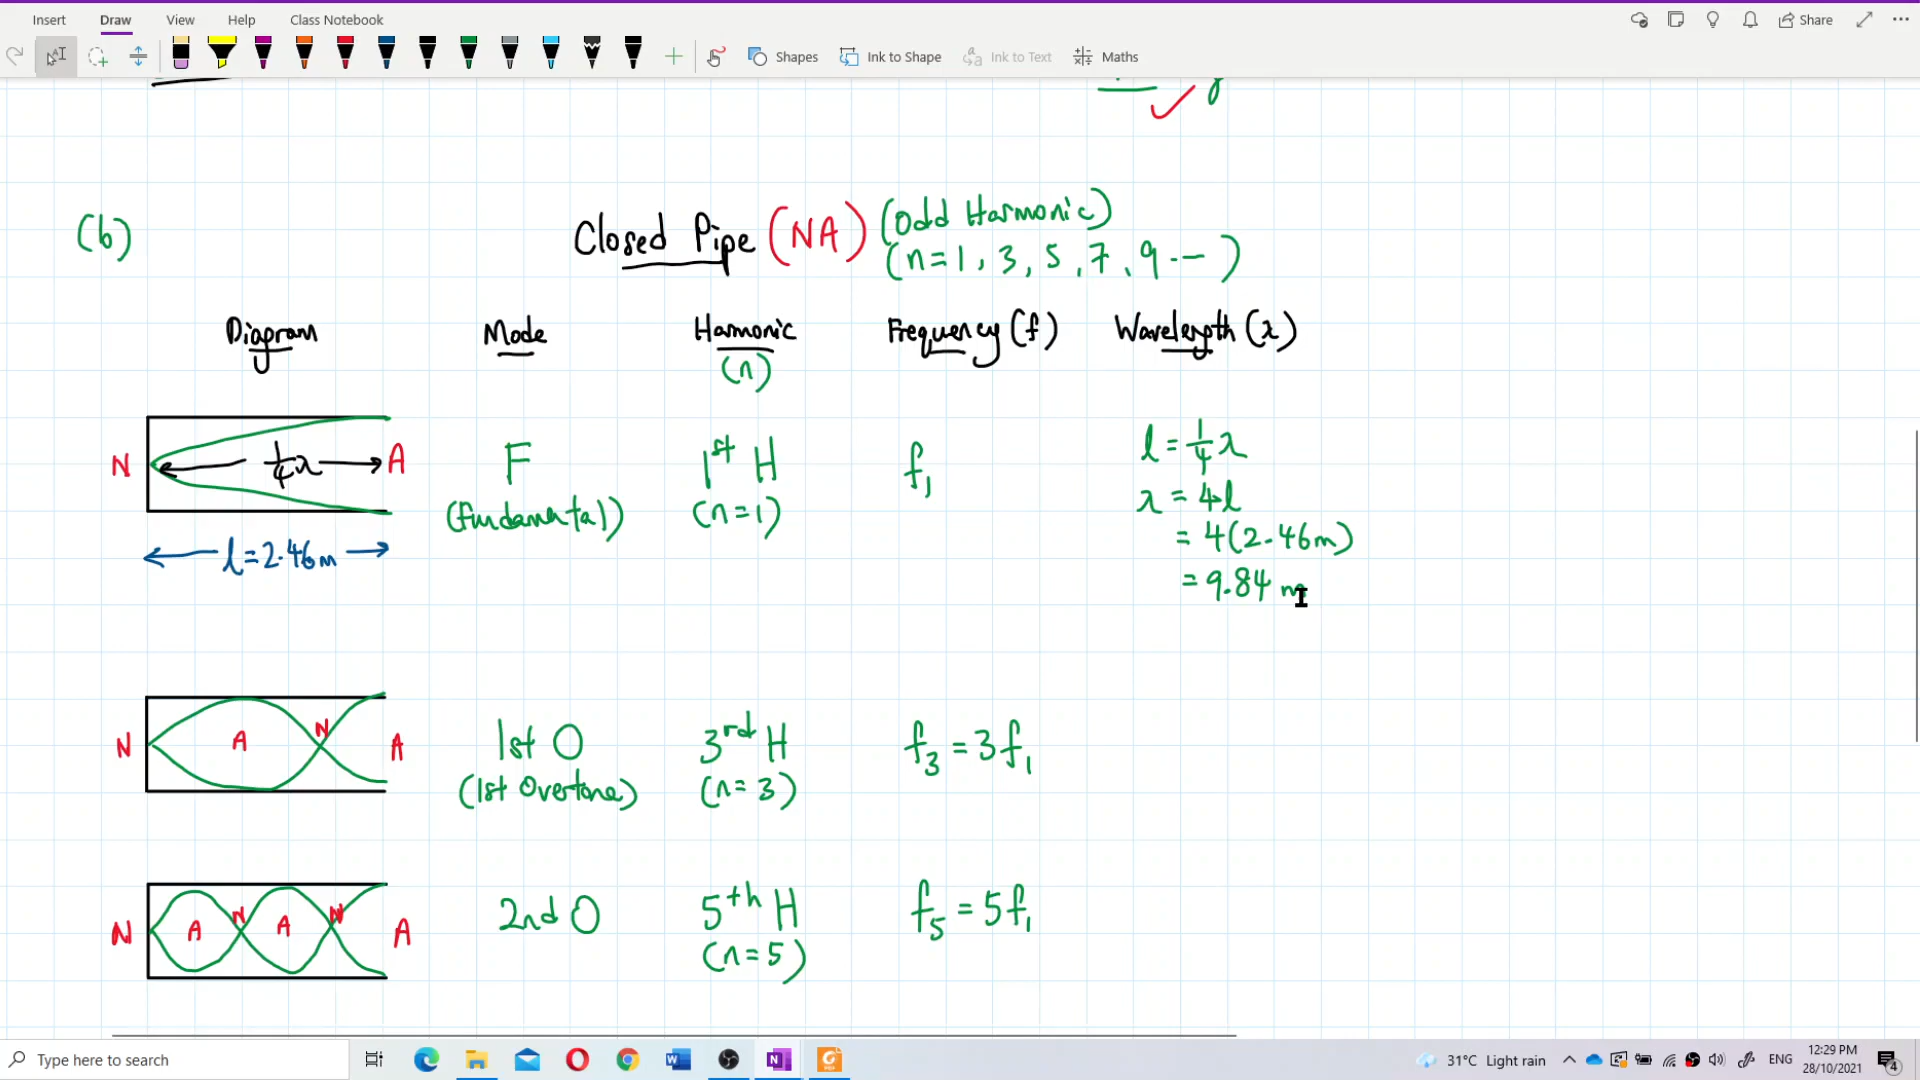 Insert Draw View Help Class Notebook Share
Shapes Ink to Shape Ink to Text Maths
(b)
Closed Pipe (NA) (Odd Harmonic)
(n=1, 3, 5, 7, 9 ... )
Diagram Mode Harmonic Frequency (f) Wavelength (λ)
(n)
N 1/4 λ A F 1st H f1 l = 1/4 λ
(Fundamental) (n=1) λ = 4l
= 4(2.46m)
l=2.46m
= 9.84 m
N A N A 1st O 3rd H f3 = 3f1
(1st Overtone) (n=3)
N A N A N A 2nd O 5th H f5 = 5f1
(n=5)
Type here to search 31°C Light rain ENG 12:29 PM
28/10/2021 4